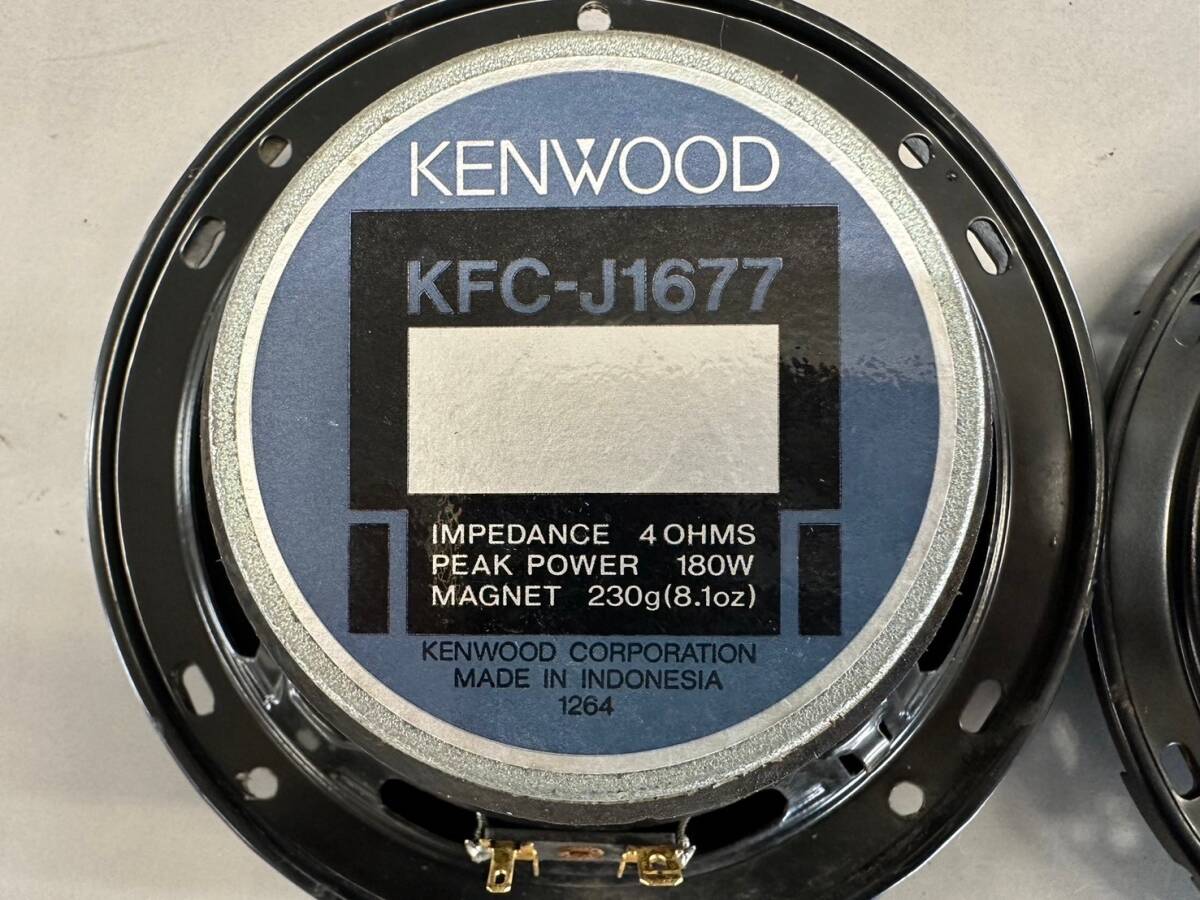 KENWOOD
KFC-J1677
IMPEDANCE 4 OHMS
PEAK POWER 180W
MAGNET 230g(8.1oz)
KENWOOD CORPORATION
MADE IN INDONESIA
1264